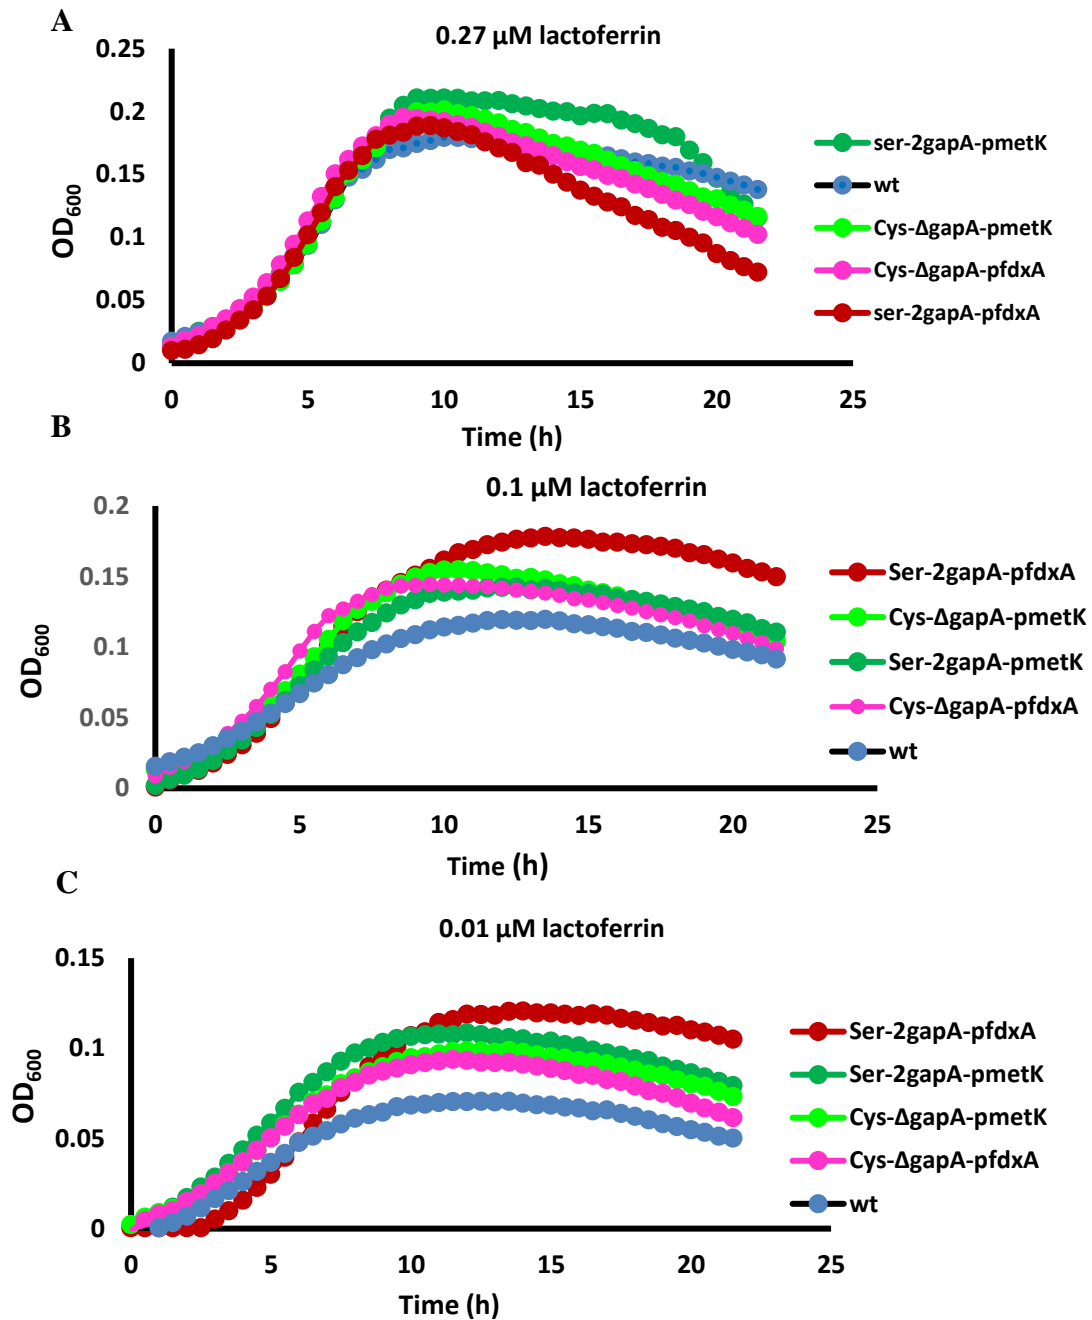 A
0.27 µM lactoferrin
0.25
0.2
0.15
0.1
0.05
0
OD600
0 5 10 15 20 25
Time (h)
ser-2gapA-pmetK
wt
Cys-ΔgapA-pmetK
Cys-ΔgapA-pfdxA
ser-2gapA-pfdxA
B
0.1 µM lactoferrin
0.2
0.15
0.1
0.05
0
OD600
0 5 10 15 20 25
Time (h)
Ser-2gapA-pfdxA
Cys-ΔgapA-pmetK
Ser-2gapA-pmetK
Cys-ΔgapA-pfdxA
wt
C
0.01 µM lactoferrin
0.15
0.1
0.05
0
OD600
0 5 10 15 20 25
Time (h)
Ser-2gapA-pfdxA
Ser-2gapA-pmetK
Cys-ΔgapA-pmetK
Cys-ΔgapA-pfdxA
wt